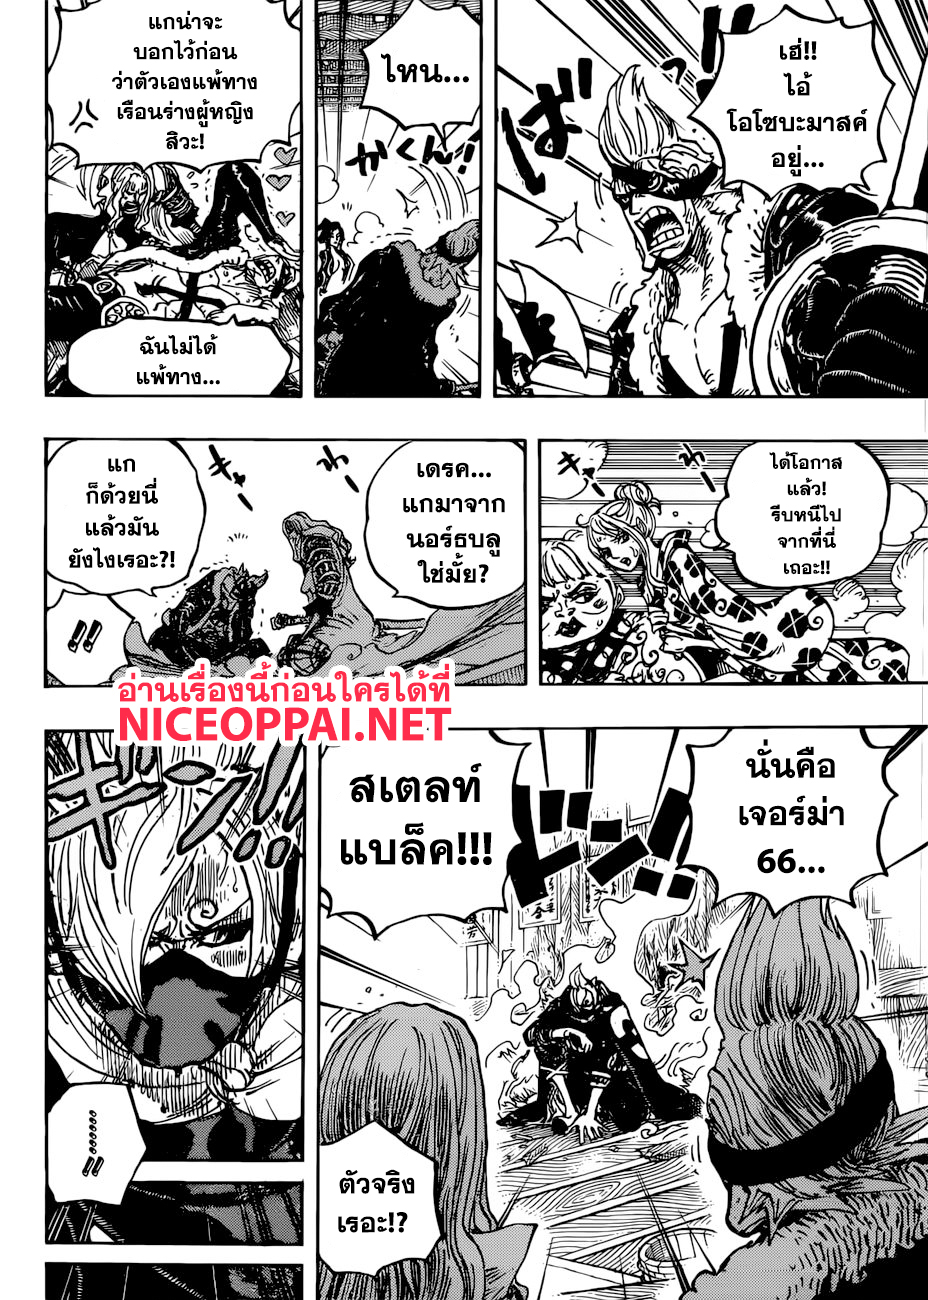 เฮ่!!
ไอ้
โอโซบะมาสค์
อยู่...
ば
ไหน...
かくん!
แกน่าจะ
บอกไว้ก่อน
ว่าตัวเองแพ้ทาง
เรือนร่างผู้หญิง
สิวะ!
ฉันไม่ได้
แพ้ทาง...
ได้โอกาส
แล้ว!
รีบหนีไป
จากที่นี่
เถอะ!!
เดรค...
แกมาจาก
นอร์ธบลู
ใช่มั้ย?
แก
ก็ด้วยนี่
แล้วมัน
ยังไงเรอะ?!
!!
อ่านเรื่องนี้ก่อนใครได้ที่
NICEOPPAI.NET
นั่นคือ
เจอร์ม่า
66...
สเตลท์
แบล็ค!!!
ตัวจริง
เรอะ!?
ギン!!
........!!